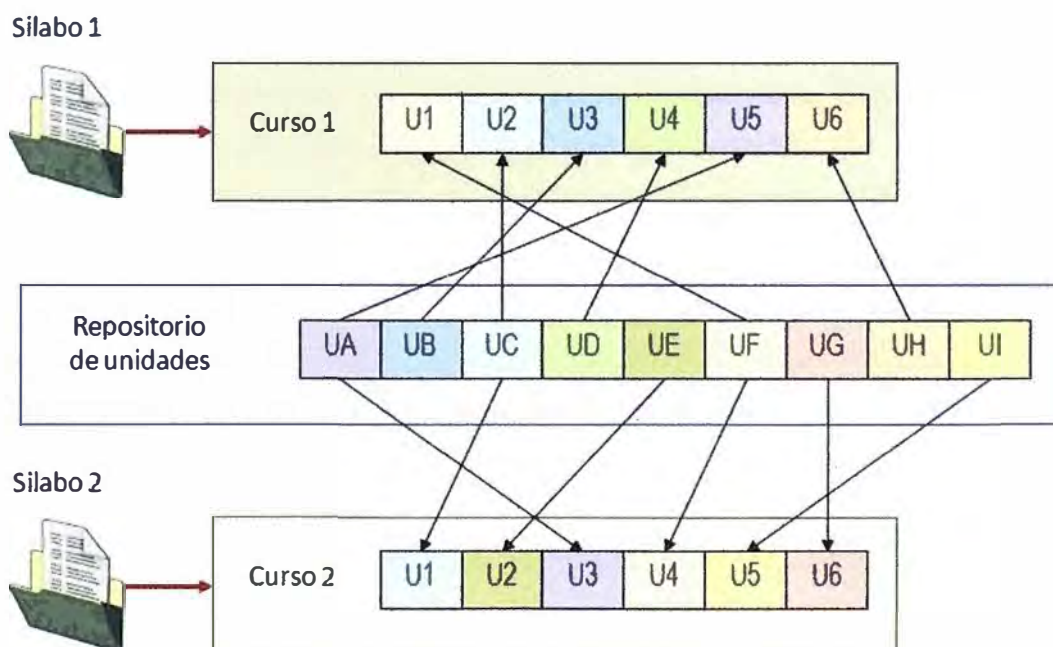 Silabo 1
Curso 1
U1 U2 U3 U4 U5 U6
Repositorio
de unidades
UA UB UC UD UE UF UG UH UI
Silabo 2
Curso 2
U1 U2 U3 U4 U5 U6